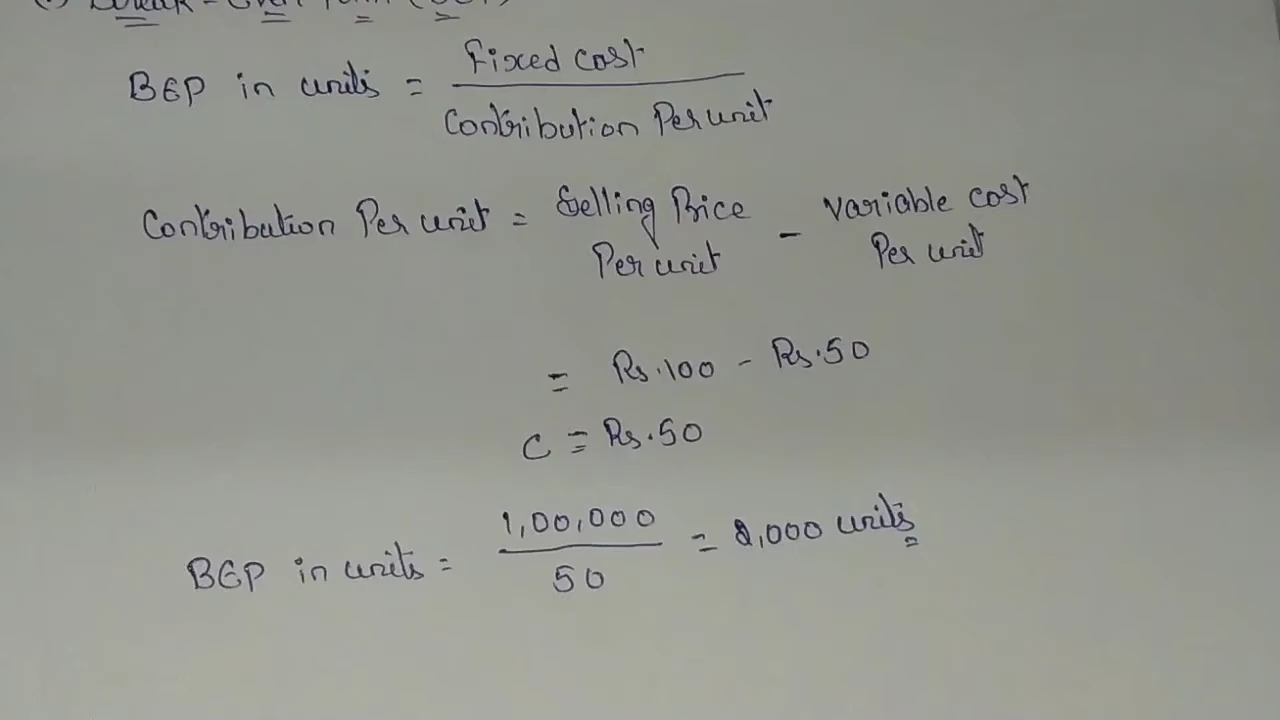 BEP in units = Fixed cost / Contribution Per unit
Contribution Per unit = Selling Price Per unit - Variable cost Per unit
= Rs.100 - Rs.50
C = Rs.50
BEP in units = 1,00,000 / 50 = 2,000 units